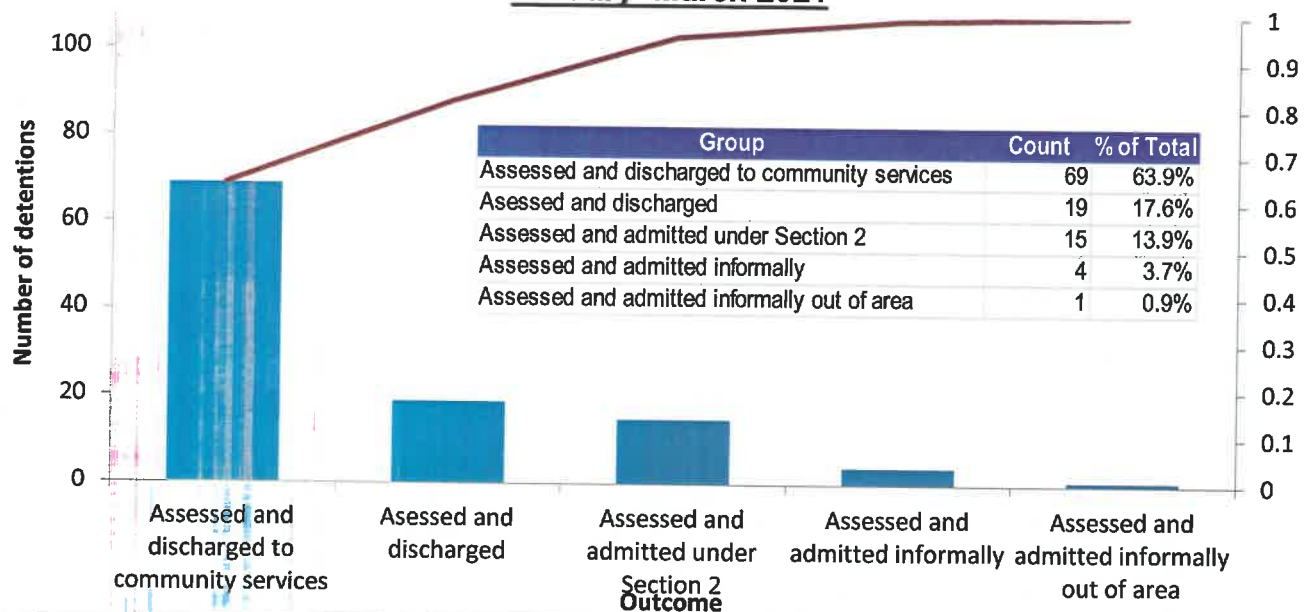 March 2021
100
80
60
40
20
0
Number of detentions
1
0.9
0.8
0.7
0.6
0.5
0.4
0.3
0.2
0.1
0
Group Count % of Total
Assessed and discharged to community services 69 63.9%
Asessed and discharged 19 17.6%
Assessed and admitted under Section 2 15 13.9%
Assessed and admitted informally 4 3.7%
Assessed and admitted informally out of area 1 0.9%
Assessed and
discharged to
community services
Asessed and
discharged
Assessed and
admitted under
Section 2
Assessed and
admitted informally
Assessed and
admitted informally
out of area
Outcome